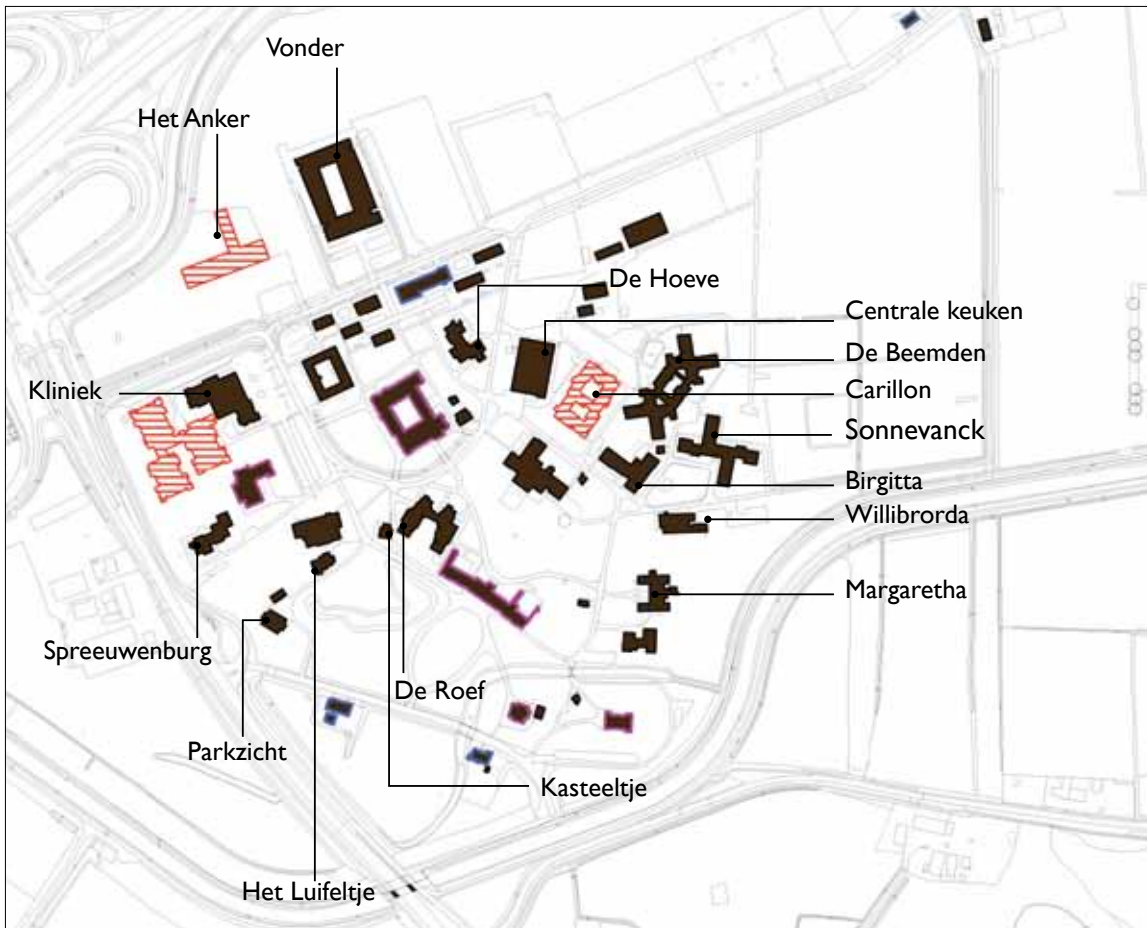 Vonder
Het Anker
De Hoeve
Centrale keuken
De Beemden
Kliniek
Carillon
Sonnevanck
Birgitta
Willibrorda
Margaretha
Spreeuwenburg
De Roef
Parkzicht
Kasteeltje
Het Luifeltje